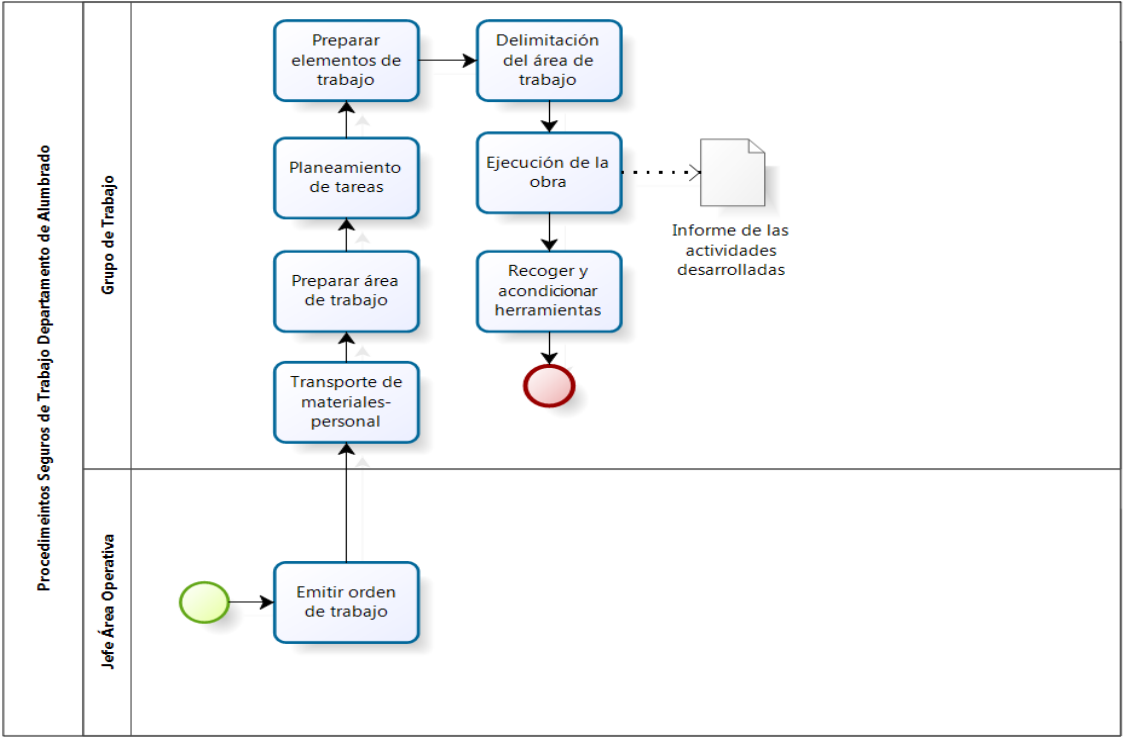 Procedimeintos Seguros de Trabajo Departamento de Alumbrado
Grupo de Trabajo
Preparar
elementos de
trabajo
Delimitación
del área de
trabajo
Planeamiento
de tareas
Ejecución de la
obra
Informe de las
actividades
desarrolladas
Preparar área
de trabajo
Recoger y
acondicionar
herramientas
Transporte de
materiales-
personal
Jefe Área Operativa
Emitir orden
de trabajo